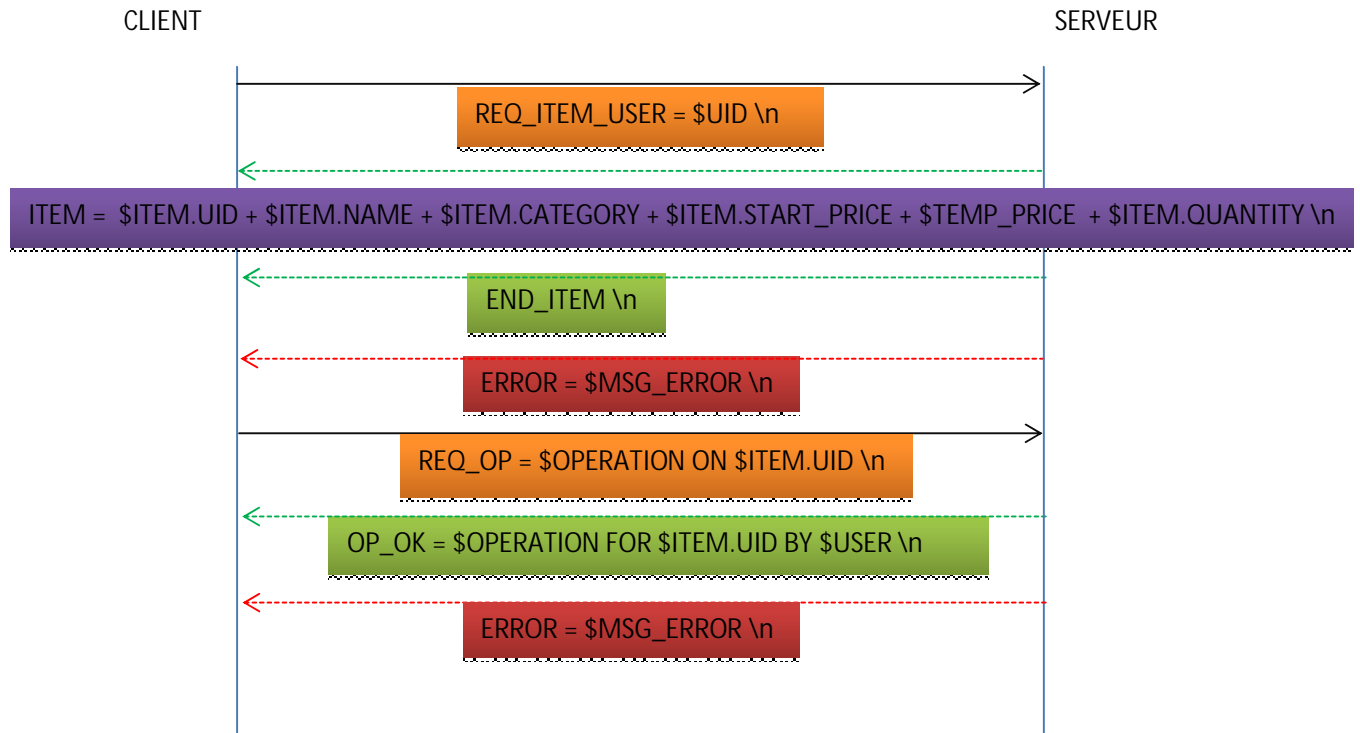 CLIENT
SERVEUR
REQ_ITEM_USER = $UID \n
ITEM = $ITEM.UID + $ITEM.NAME + $ITEM.CATEGORY + $ITEM.START_PRICE + $TEMP_PRICE + $ITEM.QUANTITY \n
END_ITEM \n
ERROR = $MSG_ERROR \n
REQ_OP = $OPERATION ON $ITEM.UID \n
OP_OK = $OPERATION FOR $ITEM.UID BY $USER \n
ERROR = $MSG_ERROR \n